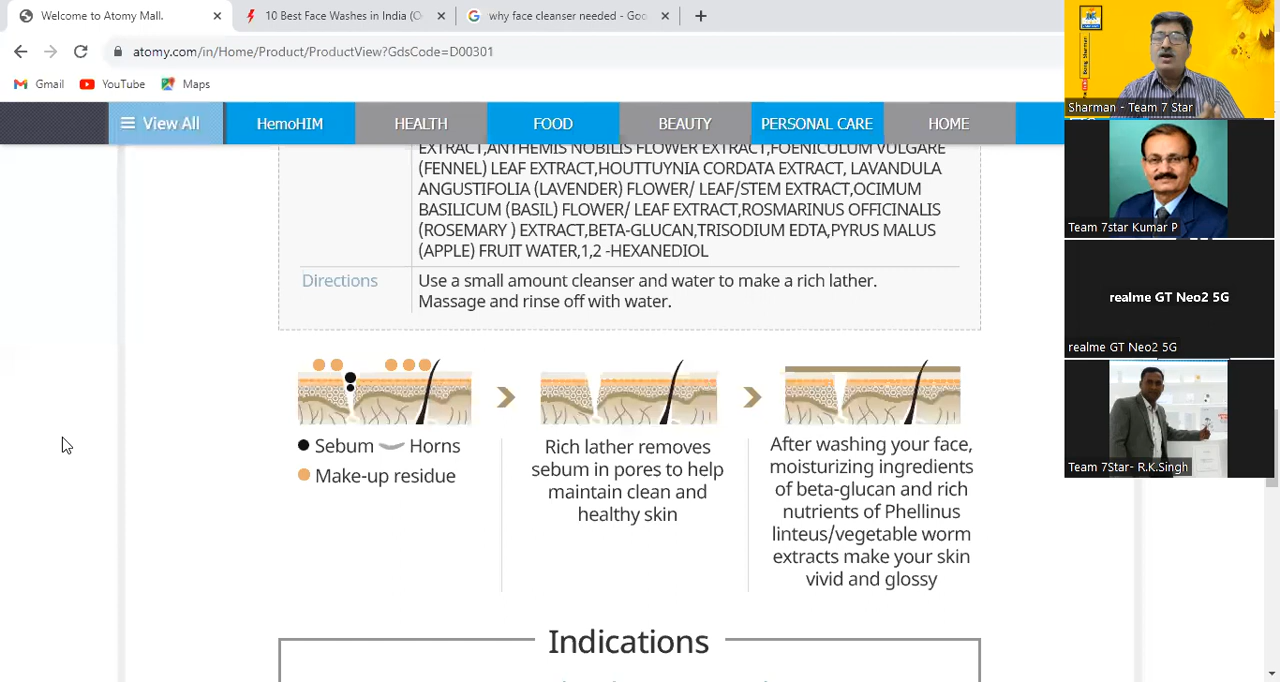 Welcome to Atomy Mall.
10 Best Face Washes in India (O
why face cleanser needed - Goo
atomy.com/in/Home/Product/ProductView?GdsCode=D00301
Gmail
YouTube
Maps
View All
HemoHIM
HEALTH
FOOD
BEAUTY
PERSONAL CARE
HOME
EXTRACT,ANTHEMIS NOBILIS FLOWER EXTRACT,FOENICULUM VULGARE
(FENNEL) LEAF EXTRACT,HOUTTUYNIA CORDATA EXTRACT, LAVANDULA
ANGUSTIFOLIA (LAVENDER) FLOWER/ LEAF/STEM EXTRACT,OCIMUM
BASILICUM (BASIL) FLOWER/ LEAF EXTRACT,ROSMARINUS OFFICINALIS
(ROSEMARY ) EXTRACT,BETA-GLUCAN,TRISODIUM EDTA,PYRUS MALUS
(APPLE) FRUIT WATER,1,2 -HEXANEDIOL
Directions
Use a small amount cleanser and water to make a rich lather.
Massage and rinse off with water.
Sebum
Horns
Make-up residue
Rich lather removes
sebum in pores to help
maintain clean and
healthy skin
After washing your face,
moisturizing ingredients
of beta-glucan and rich
nutrients of Phellinus
linteus/vegetable worm
extracts make your skin
vivid and glossy
Indications
Sharman - Team 7 Star
Team 7star Kumar P
realme GT Neo2 5G
realme GT Neo2 5G
Team 7Star- R.K.Singh